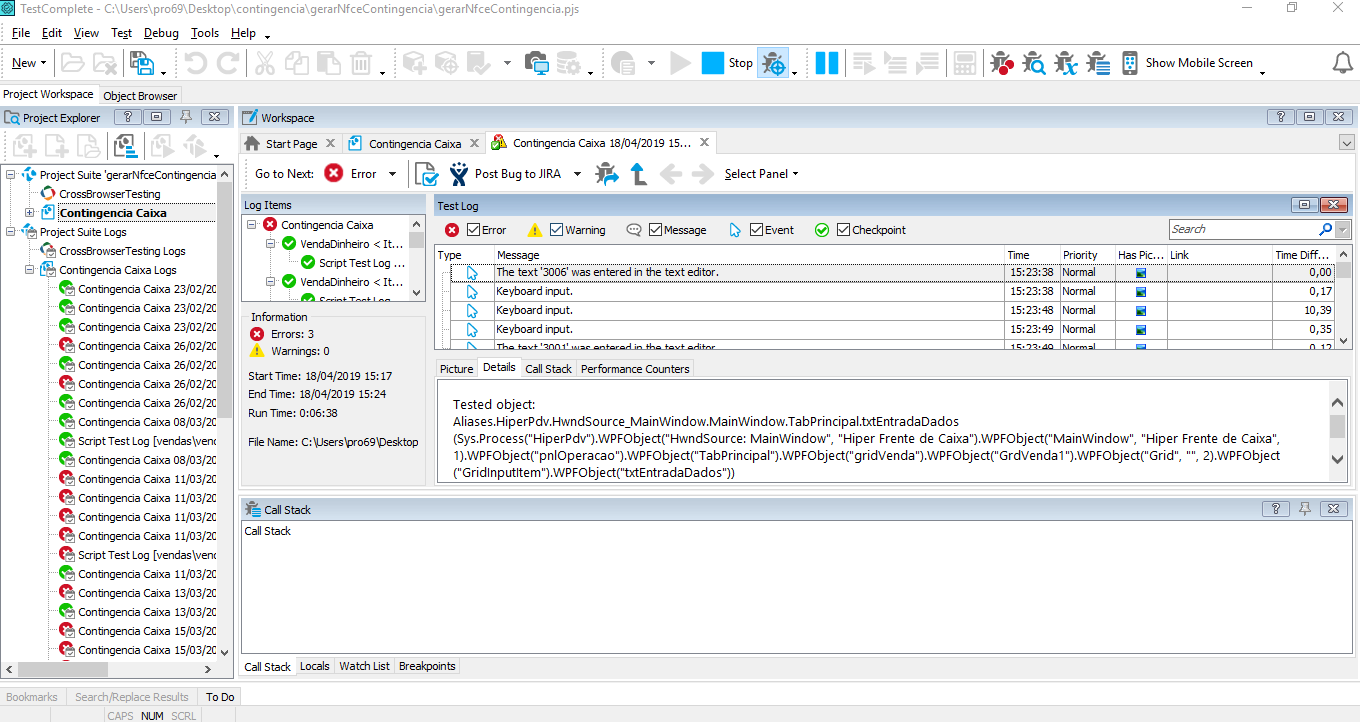 TestComplete - C:\Users\pro69\Desktop\contingencia\gerarNfceContingencia\gerarNfceContingencia.pjs
File Edit View Test Debug Tools Help
New Stop Show Mobile Screen
Project Workspace Object Browser
Project Explorer
Project Suite 'gerarNfceContingencia
CrossBrowserTesting
Contingencia Caixa
Project Suite Logs
CrossBrowserTesting Logs
Contingencia Caixa Logs
Contingencia Caixa 23/02/20
Contingencia Caixa 23/02/20
Contingencia Caixa 23/02/20
Contingencia Caixa 26/02/20
Contingencia Caixa 26/02/20
Contingencia Caixa 26/02/20
Contingencia Caixa 26/02/20
Contingencia Caixa 08/03/20
Script Test Log [vendas\venc
Contingencia Caixa 08/03/20
Contingencia Caixa 11/03/20
Contingencia Caixa 11/03/20
Contingencia Caixa 11/03/20
Contingencia Caixa 11/03/20
Script Test Log [vendas\venc
Contingencia Caixa 11/03/20
Contingencia Caixa 13/03/20
Contingencia Caixa 13/03/20
Contingencia Caixa 15/03/20
Contingencia Caixa 15/03/20
Workspace
Start Page Contingencia Caixa Contingencia Caixa 18/04/2019 15...
Go to Next: Error Post Bug to JIRA Select Panel
Log Items
Contingencia Caixa
VendaDinheiro < It...
Script Test Log ...
VendaDinheiro < It...
Script Test Log
Information
Errors: 3
Warnings: 0
Start Time: 18/04/2019 15:17
End Time: 18/04/2019 15:24
Run Time: 0:06:38
File Name: C:\Users\pro69\Desktop
Test Log
Error Warning Message Event Checkpoint Search
Type Message Time Priority Has Pic... Link Time Diff...
The text '3006' was entered in the text editor. 15:23:38 Normal 0,00
Keyboard input. 15:23:38 Normal 0,17
Keyboard input. 15:23:48 Normal 10,39
Keyboard input. 15:23:49 Normal 0,35
The text '3001' was entered in the text editor 15:23:49 Normal 0,12
Picture Details Call Stack Performance Counters
Tested object:
Aliases.HiperPdv.HwndSource_MainWindow.MainWindow.TabPrincipal.txtEntradaDados
(Sys.Process("HiperPdv").WPFObject("HwndSource: MainWindow", "Hiper Frente de Caixa").WPFObject("MainWindow", "Hiper Frente de Caixa",
1).WPFObject("pnlOperacao").WPFObject("TabPrincipal").WPFObject("gridVenda").WPFObject("GrdVenda1").WPFObject("Grid", "", 2).WPFObject
("GridInputItem").WPFObject("txtEntradaDados"))
Call Stack
Call Stack
Call Stack Locals Watch List Breakpoints
Bookmarks Search/Replace Results To Do
CAPS NUM SCRL